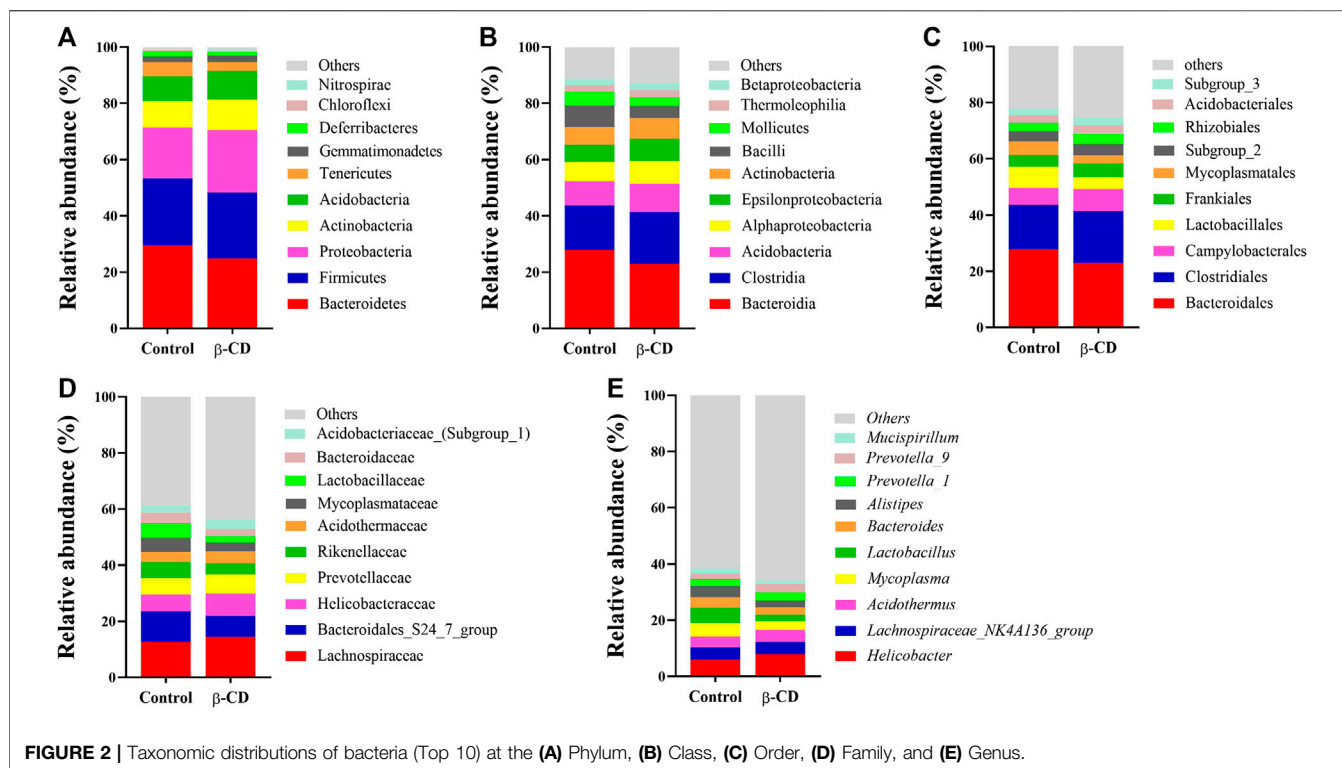 A
Relative abundance (%)
100
80
60
40
20
0
Control
β-CD
Others
Nitrospirae
Chloroflexi
Deferribacteres
Gemmatimonadetes
Tenericutes
Acidobacteria
Actinobacteria
Proteobacteria
Firmicutes
Bacteroidetes
B
Relative abundance (%)
100
80
60
40
20
0
Control
β-CD
Others
Betaproteobacteria
Thermoleophilia
Mollicutes
Bacilli
Actinobacteria
Epsilonproteobacteria
Alphaproteobacteria
Acidobacteria
Clostridia
Bacteroidia
C
Relative abundance (%)
100
80
60
40
20
0
Control
β-CD
others
Subgroup_3
Acidobacteriales
Rhizobiales
Subgroup_2
Mycoplasmatales
Frankiales
Lactobacillales
Campylobacterales
Clostridiales
Bacteroidales
D
Relative abundance (%)
100
80
60
40
20
0
Control
β-CD
Others
Acidobacteriaceae_(Subgroup_1)
Bacteroidaceae
Lactobacillaceae
Mycoplasmataceae
Acidothermaceae
Rikenellaceae
Prevotellaceae
Helicobacteraceae
Bacteroidales_S24_7_group
Lachnospiraceae
E
Relative abundance (%)
100
80
60
40
20
0
Control
β-CD
Others
Mucispirillum
Prevotella_9
Prevotella_1
Alistipes
Bacteroides
Lactobacillus
Mycoplasma
Acidothermus
Lachnospiraceae_NK4A136_group
Helicobacter
FIGURE 2 | Taxonomic distributions of bacteria (Top 10) at the (A) Phylum, (B) Class, (C) Order, (D) Family, and (E) Genus.